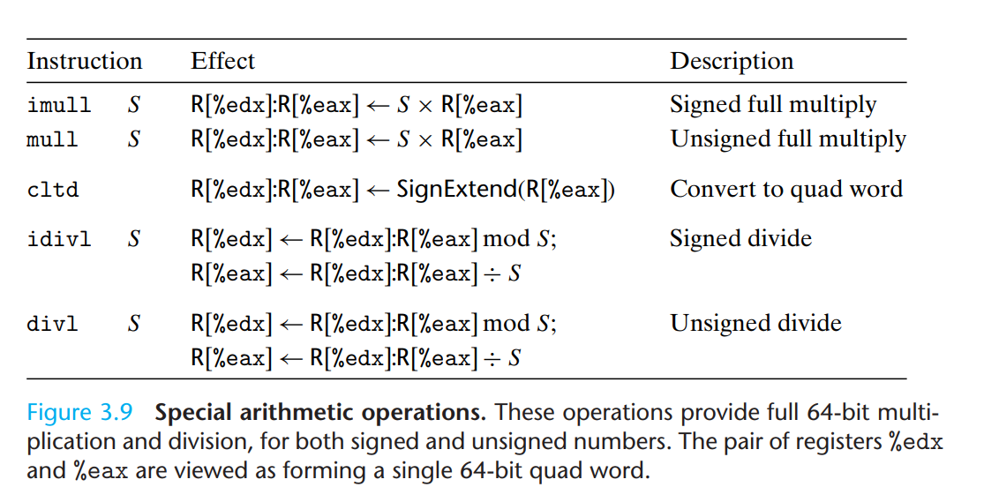 Instruction Effect Description
imull S R[%edx]:R[%eax] ← S × R[%eax] Signed full multiply
mull S R[%edx]:R[%eax] ← S × R[%eax] Unsigned full multiply
cltd R[%edx]:R[%eax] ← SignExtend(R[%eax]) Convert to quad word
idivl S R[%edx] ← R[%edx]:R[%eax] mod S; Signed divide
R[%eax] ← R[%edx]:R[%eax] ÷ S
divl S R[%edx] ← R[%edx]:R[%eax] mod S; Unsigned divide
R[%eax] ← R[%edx]:R[%eax] ÷ S
Figure 3.9 Special arithmetic operations. These operations provide full 64-bit multi-
plication and division, for both signed and unsigned numbers. The pair of registers %edx
and %eax are viewed as forming a single 64-bit quad word.